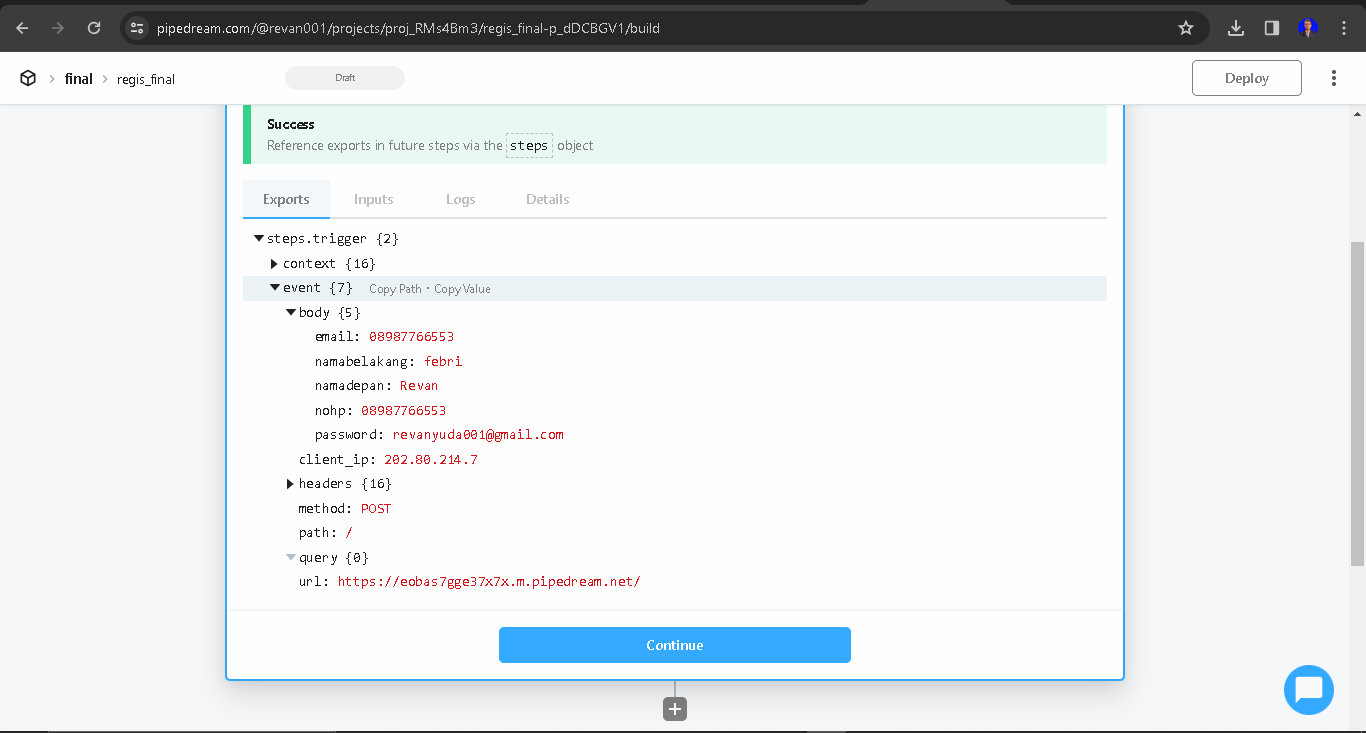 pipedream.com/@revan001/projects/proj_RMs4Bm3/regis_final-p_dDCBGV1/build
final regis_final Draft Deploy
Success
Reference exports in future steps via the steps object
Exports Inputs Logs Details
steps.trigger {2}
context {16}
event {7} Copy Path • Copy Value
body {5}
email: 08987766553
namabelakang: febri
namadepan: Revan
nohp: 08987766553
password: revanyuda001@gmail.com
client_ip: 202.80.214.7
headers {16}
method: POST
path: /
query {0}
url: https://eobas7gge37x7x.m.pipedream.net/
Continue